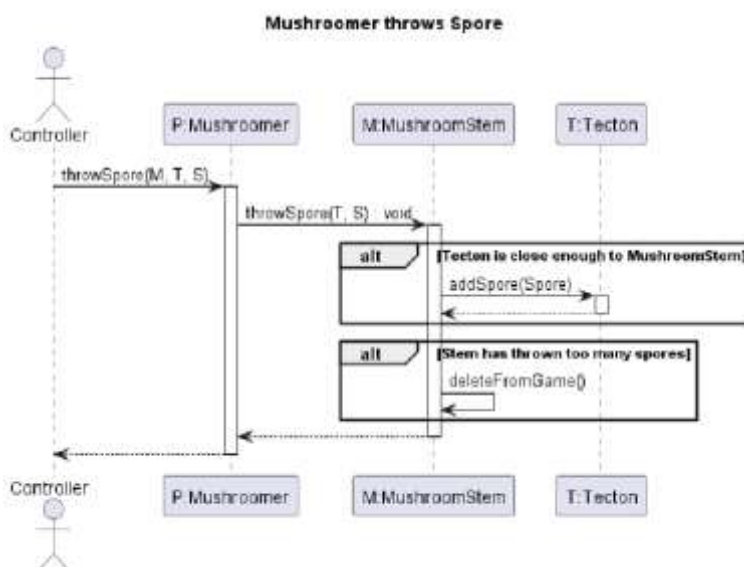 Mushroomer throws Spore
Controller
P:Mushroomer
M:MushroomStem
T:Tecton
throwSpore(M, T, S)
throwSpore(T, S) void
alt [Tecton is close enough to MushroomStem]
addSpore(Spore)
alt [Stem has thrown too many spores]
deleteFromGame()
Controller
P:Mushroomer
M:MushroomStem
T:Tecton